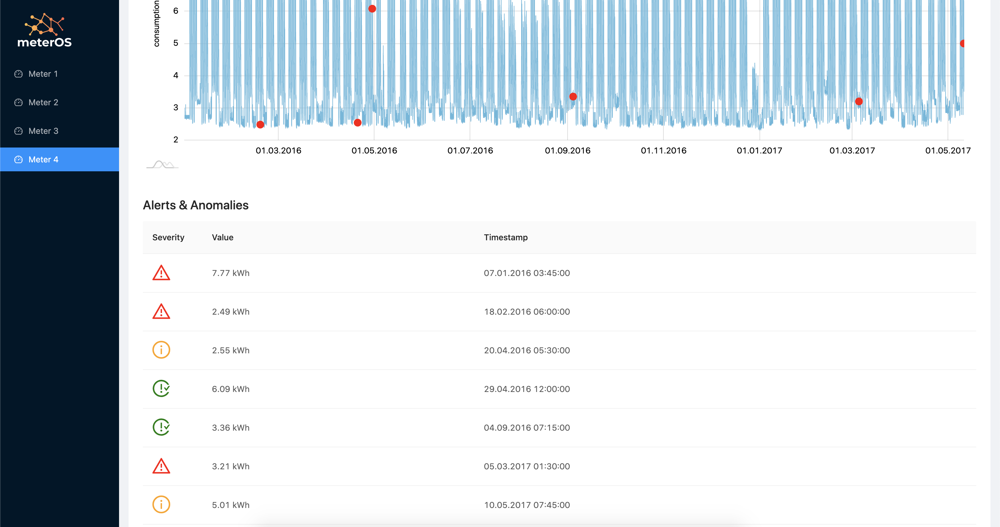 meterOS
Meter 1
Meter 2
Meter 3
Meter 4
consumption
6
5
4
3
2
01.03.2016 01.05.2016 01.07.2016 01.09.2016 01.11.2016 01.01.2017 01.03.2017 01.05.2017
Alerts & Anomalies
Severity Value Timestamp
7.77 kWh 07.01.2016 03:45:00
2.49 kWh 18.02.2016 06:00:00
2.55 kWh 20.04.2016 05:30:00
6.09 kWh 29.04.2016 12:00:00
3.36 kWh 04.09.2016 07:15:00
3.21 kWh 05.03.2017 01:30:00
5.01 kWh 10.05.2017 07:45:00